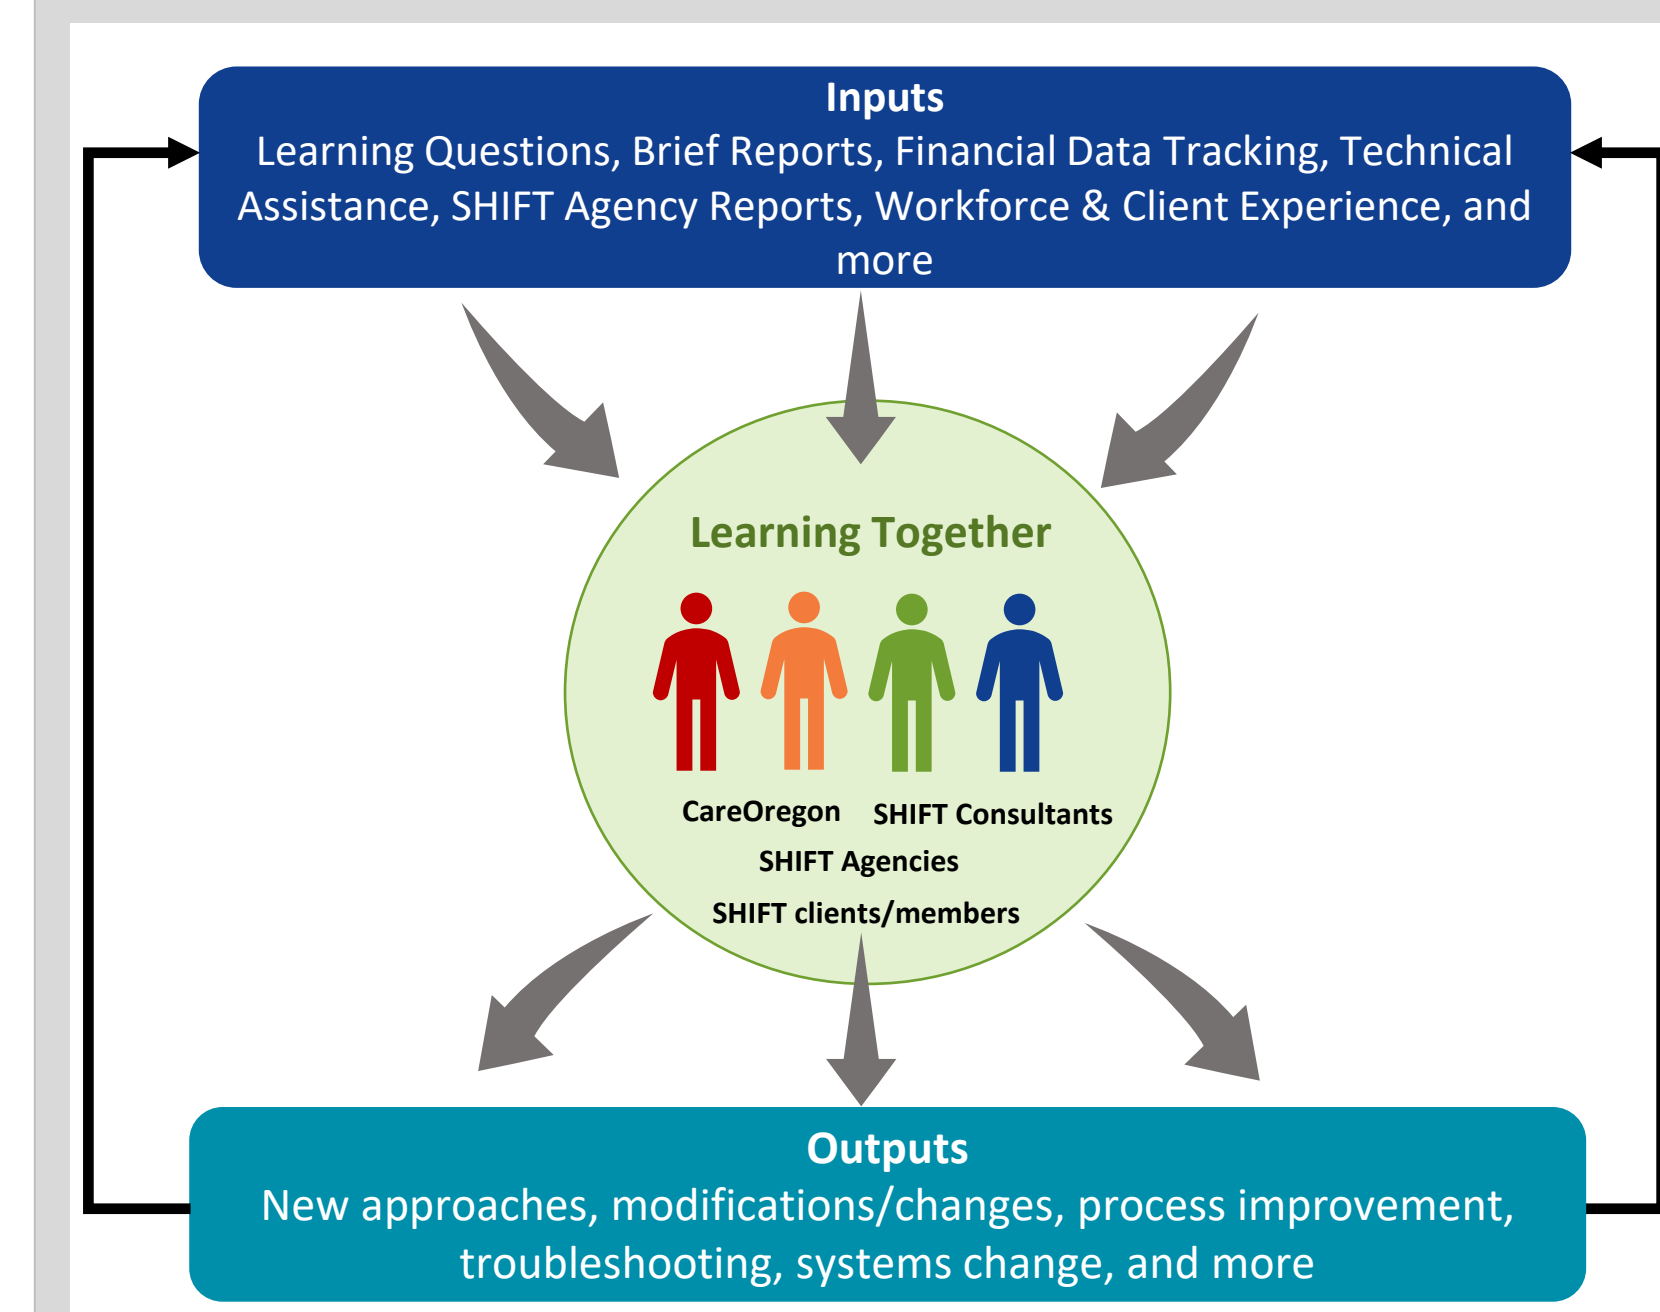 Inputs
Learning Questions, Brief Reports, Financial Data Tracking, Technical
Assistance, SHIFT Agency Reports, Workforce & Client Experience, and
more
Learning Together
CareOregon SHIFT Consultants
SHIFT Agencies
SHIFT clients/members
Outputs
New approaches, modifications/changes, process improvement,
troubleshooting, systems change, and more